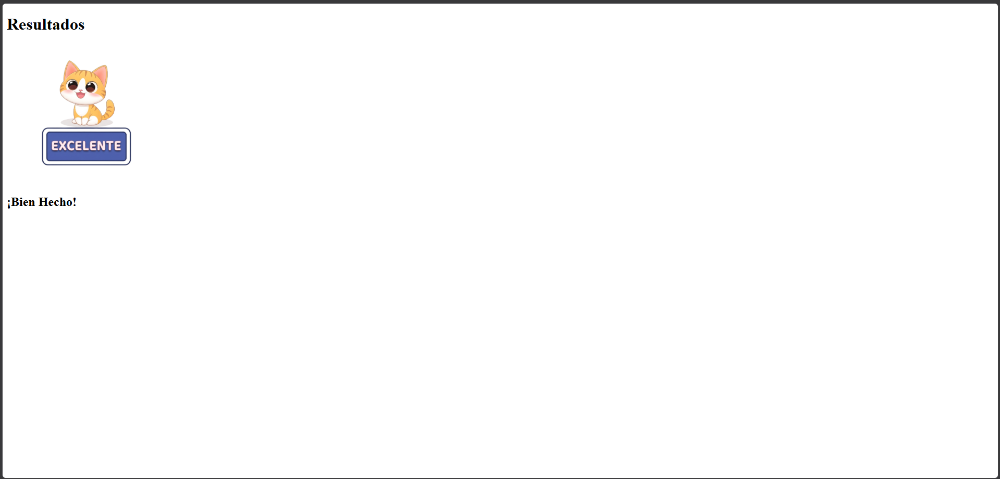 Resultados
EXCELENTE
¡Bien Hecho!